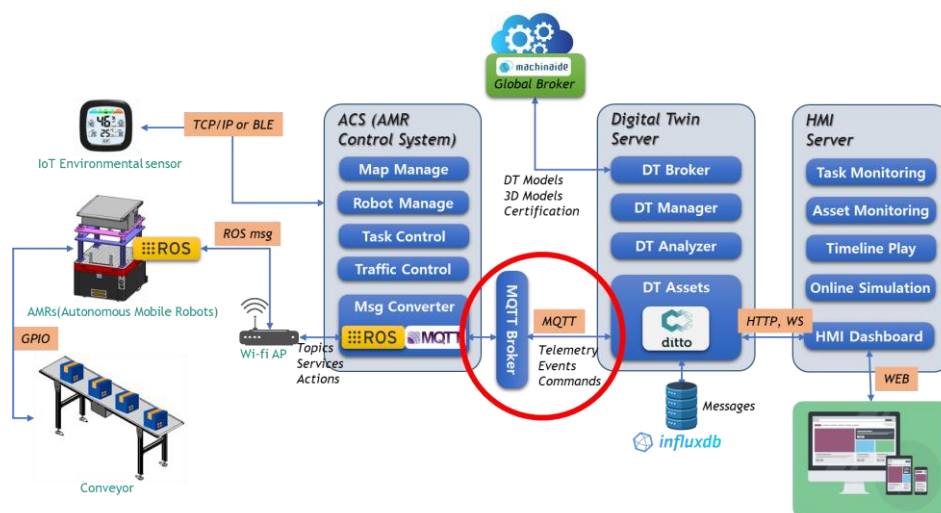 machinaide
Global Broker
46%
25
IoT Environmental sensor
TCP/IP or BLE
ROS
AMRs(Autonomous Mobile Robots)
ROS msg
GPIO
Wi-fi AP
Conveyor
ACS (AMR
Control System)
Map Manage
Robot Manage
Task Control
Traffic Control
Msg Converter
ROS
MQTT
Topics
Services
Actions
MQTT Broker
MQTT
Telemetry
Events
Commands
DT Models
3D Models
Certification
Digital Twin
Server
DT Broker
DT Manager
DT Analyzer
DT Assets
ditto
Messages
influxdb
HTTP, WS
HMI
Server
Task Monitoring
Asset Monitoring
Timeline Play
Online Simulation
HMI Dashboard
WEB